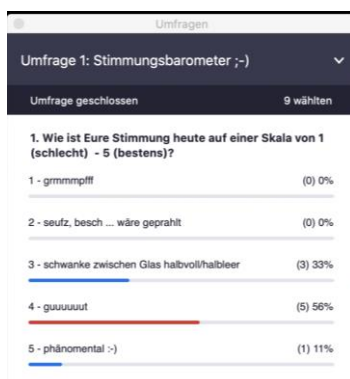 Umfragen
Umfrage 1: Stimmungsbarometer ;-)
Umfrage geschlossen 9 wählten
1. Wie ist Eure Stimmung heute auf einer Skala von 1
(schlecht) - 5 (bestens)?
1 - grmmmpfff (0) 0%
2 - seufz, besch ... wäre geprahlt (0) 0%
3 - schwanke zwischen Glas halbvoll/halbleer (3) 33%
4 - guuuuuut (5) 56%
5 - phänomental :-) (1) 11%